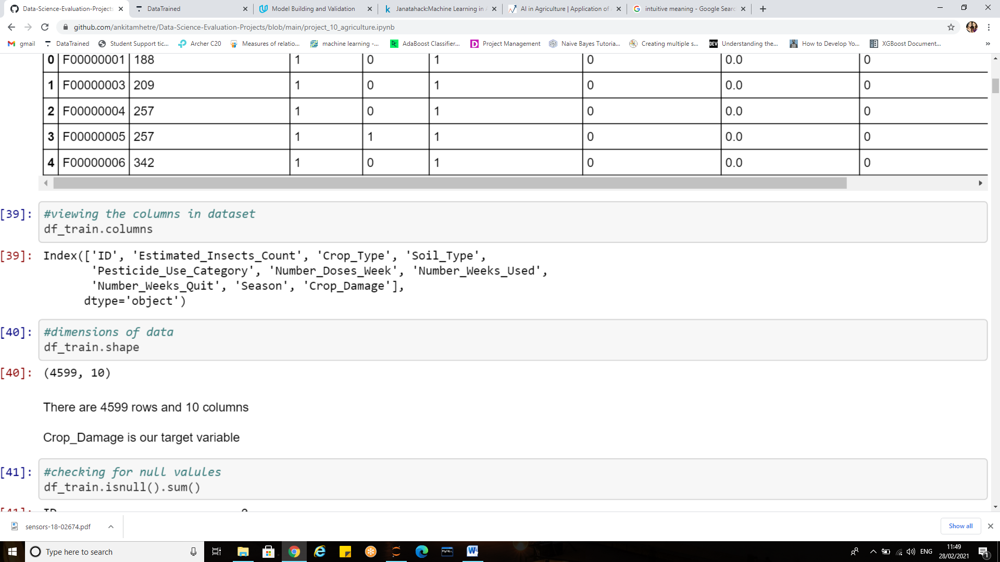 Data-Science-Evaluation-Projects
DataTrained
Model Building and Validation
Janatahack:Machine Learning in
AI in Agriculture | Application of
intuitive meaning - Google Searc
github.com/ankitamhetre/Data-Science-Evaluation-Projects/blob/main/project_10_agriculture.ipynb
gmail
DataTrained
Student Support tic...
Archer C20
Measures of relatio...
machine learning -...
AdaBoost Classifier...
Project Management
Naive Bayes Tutoria...
Creating multiple s...
DEV
Understanding the...
How to Develop Yo...
XGBoost Document...
»
0 F00000001 188 1 0 1 0 0.0 0
1 F00000003 209 1 0 1 0 0.0 0
2 F00000004 257 1 0 1 0 0.0 0
3 F00000005 257 1 1 1 0 0.0 0
4 F00000006 342 1 0 1 0 0.0 0
[39]: #viewing the columns in dataset
df_train.columns
[39]: Index(['ID', 'Estimated_Insects_Count', 'Crop_Type', 'Soil_Type',
'Pesticide_Use_Category', 'Number_Doses_Week', 'Number_Weeks_Used',
'Number_Weeks_Quit', 'Season', 'Crop_Damage'],
dtype='object')
[40]: #dimensions of data
df_train.shape
[40]: (4599, 10)
There are 4599 rows and 10 columns
Crop_Damage is our target variable
[41]: #checking for null valules
df_train.isnull().sum()
sensors-18-02674.pdf
Show all
Type here to search
ENG
11:49
28/02/2021
1